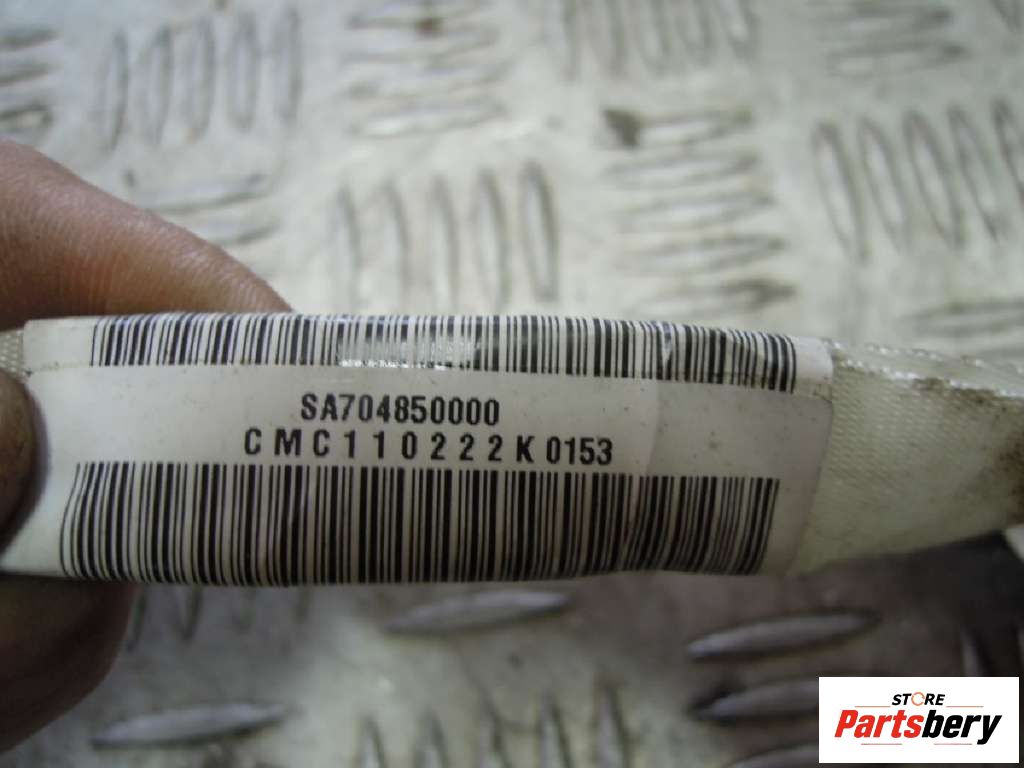 SA704850000
CMC110222K0153
STORE
Partsbery